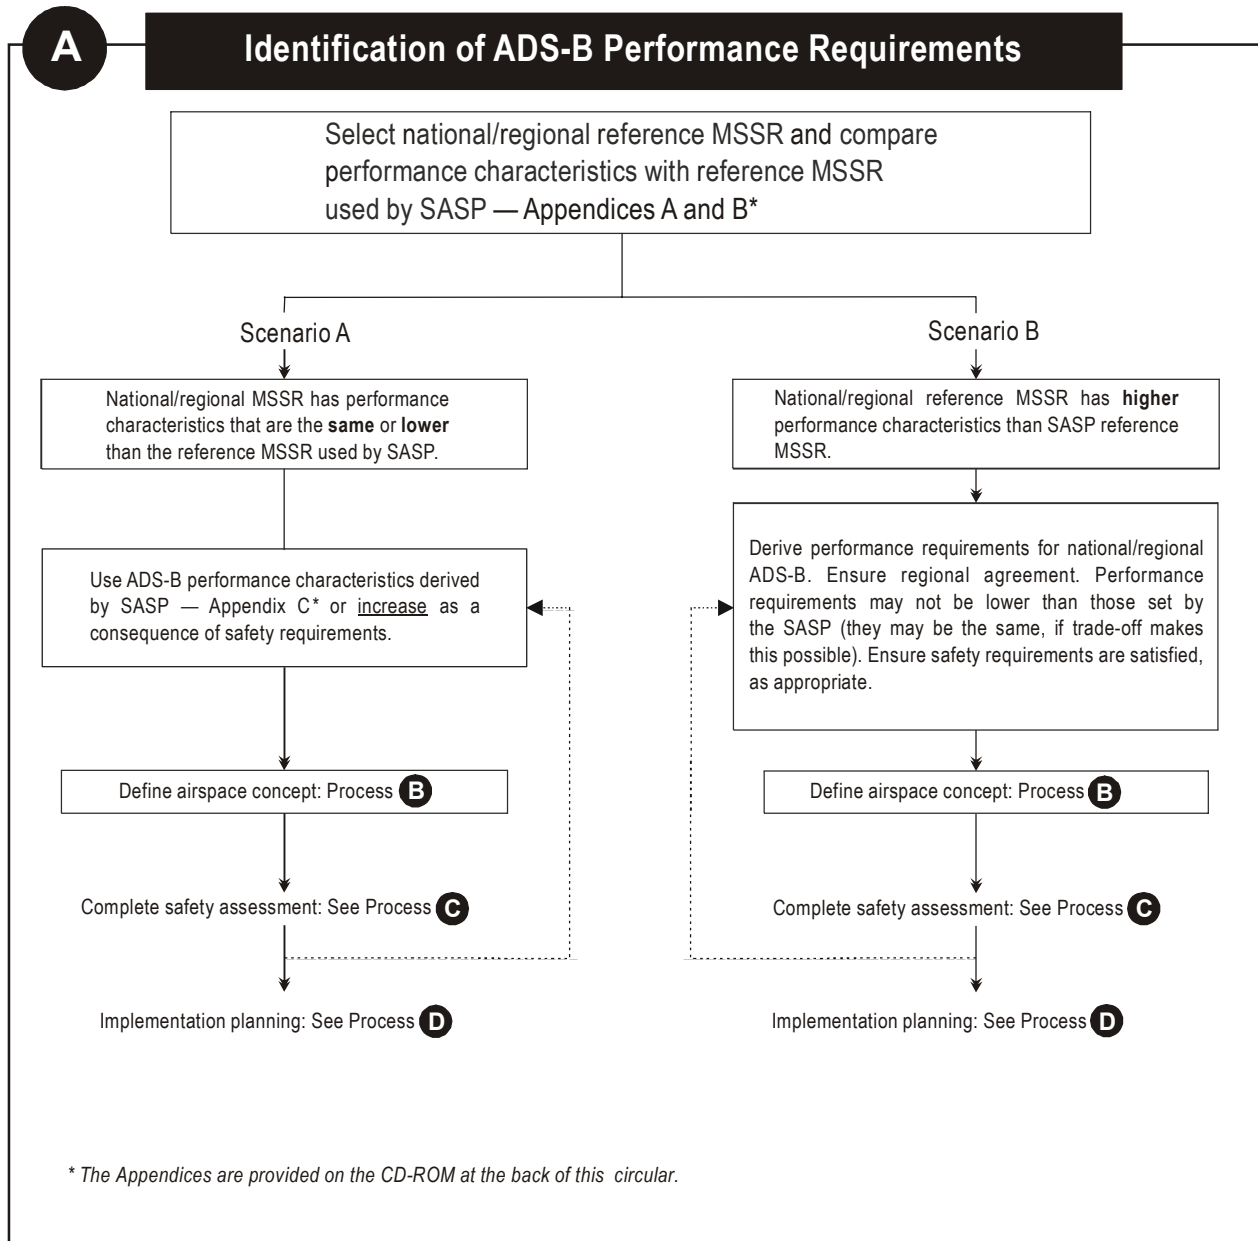 A
Identification of ADS-B Performance Requirements
Select national/regional reference MSSR and compare
performance characteristics with reference MSSR
used by SASP — Appendices A and B*
Scenario A
National/regional MSSR has performance
characteristics that are the same or lower
than the reference MSSR used by SASP.
Use ADS-B performance characteristics derived
by SASP — Appendix C* or increase as a
consequence of safety requirements.
Define airspace concept: Process B
Complete safety assessment: See Process C
Implementation planning: See Process D
Scenario B
National/regional reference MSSR has higher
performance characteristics than SASP reference
MSSR.
Derive performance requirements for national/regional
ADS-B. Ensure regional agreement. Performance
requirements may not be lower than those set by
the SASP (they may be the same, if trade-off makes
this possible). Ensure safety requirements are satisfied,
as appropriate.
Define airspace concept: Process B
Complete safety assessment: See Process C
Implementation planning: See Process D
* The Appendices are provided on the CD-ROM at the back of this circular.